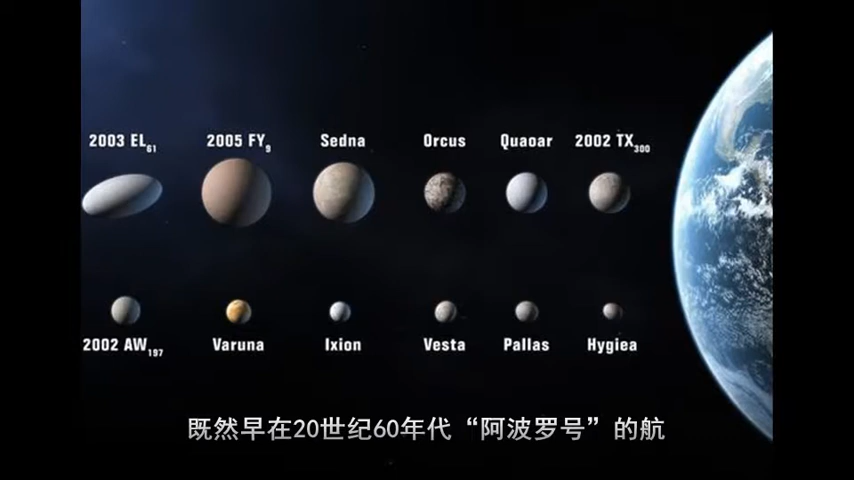 2003 EL61 2005 FY9 Sedna Orcus Quaoar 2002 TX300
2002 AW197 Varuna Ixion Vesta Pallas Hygiea
既然早在20世纪60年代“阿波罗号”的航